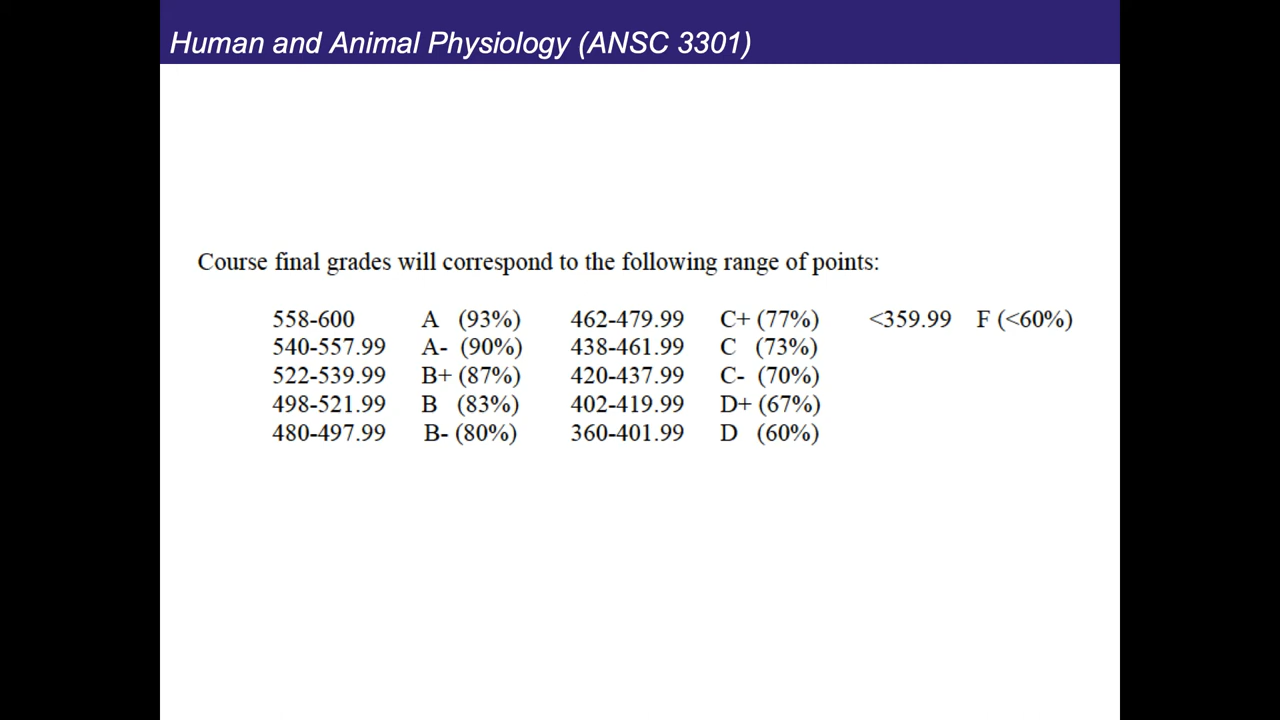 Human and Animal Physiology (ANSC 3301)
Course final grades will correspond to the following range of points:
558-600 A (93%) 462-479.99 C+ (77%) <359.99 F (<60%)
540-557.99 A- (90%) 438-461.99 C (73%)
522-539.99 B+ (87%) 420-437.99 C- (70%)
498-521.99 B (83%) 402-419.99 D+ (67%)
480-497.99 B- (80%) 360-401.99 D (60%)